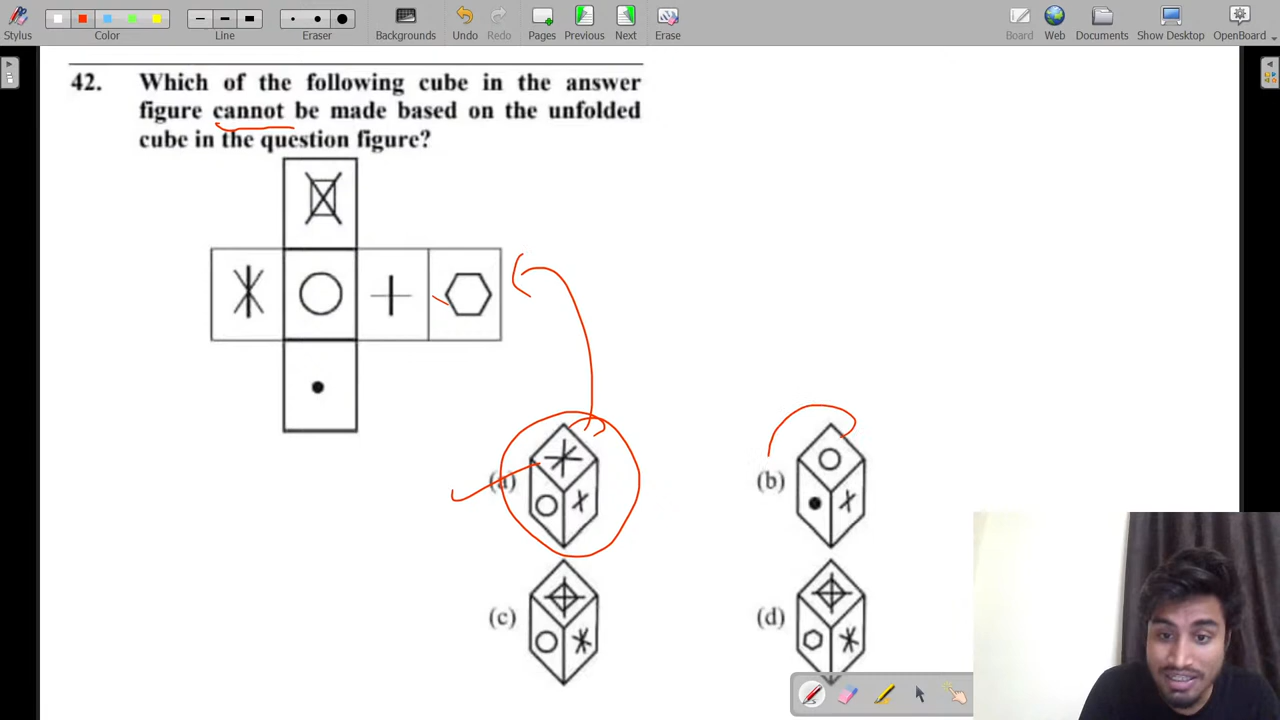 Stylus
Color
Line
Eraser
Backgrounds
Undo
Redo
Pages
Previous
Next
Erase
Board
Web
Documents
Show Desktop
OpenBoard
42. Which of the following cube in the answer
figure cannot be made based on the unfolded
cube in the question figure?
(a)
(b)
(c)
(d)